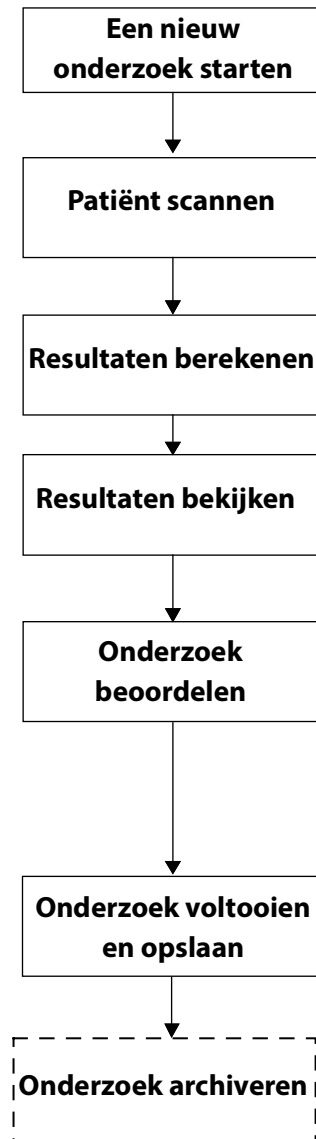 Een nieuw
onderzoek starten
Patiënt scannen
Resultaten berekenen
Resultaten bekijken
Onderzoek
beoordelen
Onderzoek voltooien
en opslaan
Onderzoek archiveren